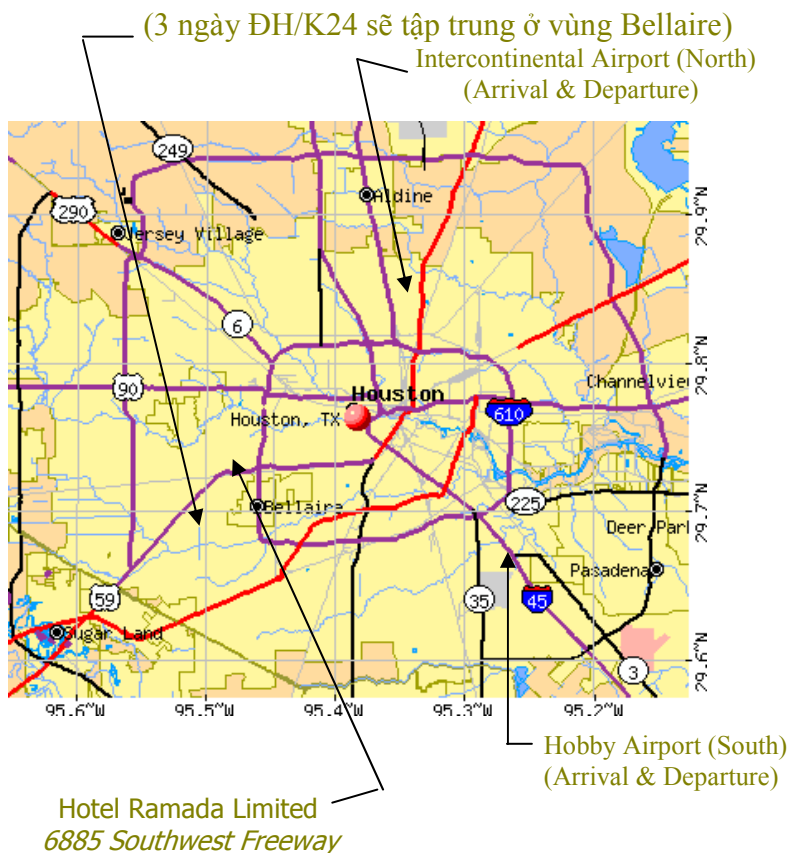 (3 ngày ĐH/K24 sẽ tập trung ở vùng Bellaire)
Intercontinental Airport (North)
(Arrival & Departure)
249
Aldine
290
Jersey Village
29.9°N
6
29.8°N
90
Channelview
Houston
Houston, TX
610
Bellaire
225
29.7°N
Deer Park
Pasadena
59
35
45
Sugar Land
3
29.6°N
95.6°W
95.5°W
95.4°W
95.3°W
95.2°W
Hobby Airport (South)
(Arrival & Departure)
Hotel Ramada Limited
6885 Southwest Freeway